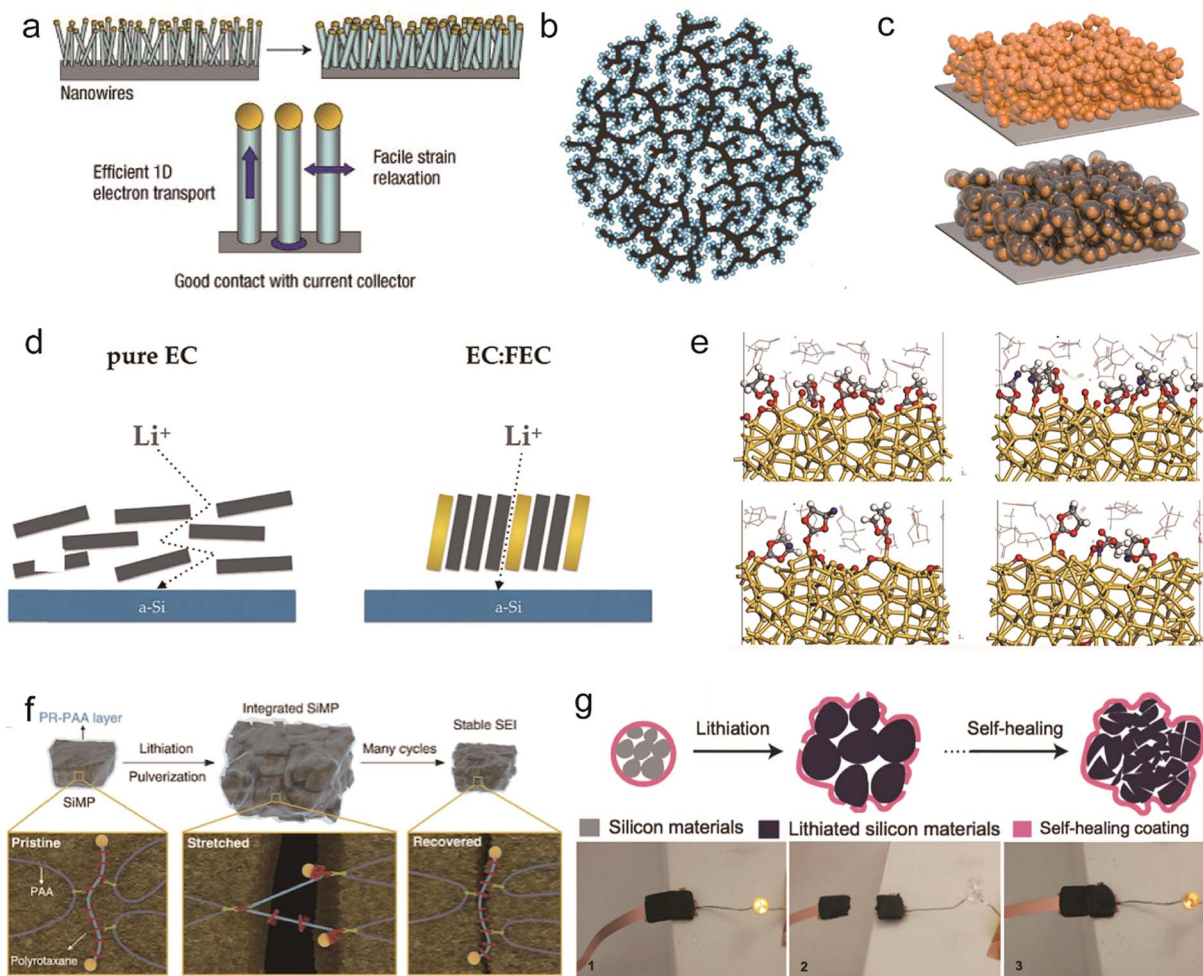 a
Nanowires
Efficient 1D
electron transport
Facile strain
relaxation
Good contact with current collector
b
c
d
pure EC
EC:FEC
Li⁺
Li⁺
a-Si
a-Si
e
f
PR-PAA layer
SiMP
Lithiation
Pulverization
Integrated SiMP
Many cycles
Stable SEI
Pristine
PAA
Polyrotaxane
Stretched
Recovered
g
Lithiation
Self-healing
Silicon materials
Lithiated silicon materials
Self-healing coating
1
2
3